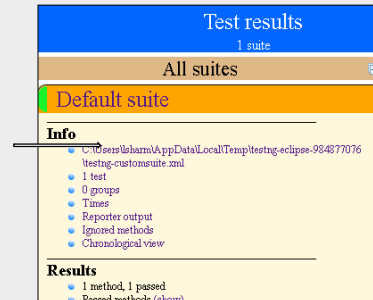 Test results
1 suite
All suites
Default suite
Info
C:\Users\lsharm\AppData\Local\Temp\testng-eclipse-984877076
\testng-customsuite.xml
1 test
0 groups
Times
Reporter output
Ignored methods
Chronological view
Results
1 method, 1 passed
Passed methods (show)